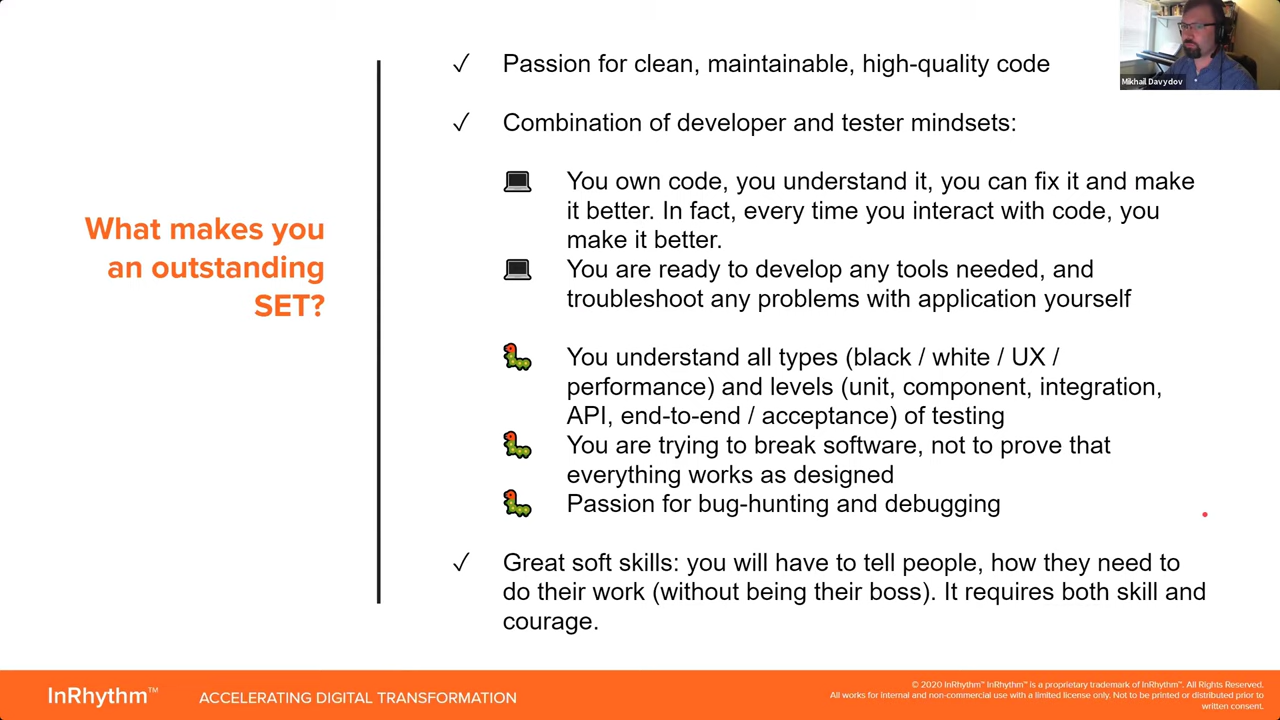 Mikhail Davydov
What makes you
an outstanding
SET?
✓ Passion for clean, maintainable, high-quality code
✓ Combination of developer and tester mindsets:
You own code, you understand it, you can fix it and make
it better. In fact, every time you interact with code, you
make it better.
You are ready to develop any tools needed, and
troubleshoot any problems with application yourself
You understand all types (black / white / UX /
performance) and levels (unit, component, integration,
API, end-to-end / acceptance) of testing
You are trying to break software, not to prove that
everything works as designed
Passion for bug-hunting and debugging
✓ Great soft skills: you will have to tell people, how they need to
do their work (without being their boss). It requires both skill and
courage.
InRhythm™
ACCELERATING DIGITAL TRANSFORMATION
© 2020 InRhythm™ InRhythm™ is a proprietary trademark of InRhythm™. All Rights Reserved.
All works for internal and non-commercial use with a limited license only. Not to be printed or distributed prior to
written consent.